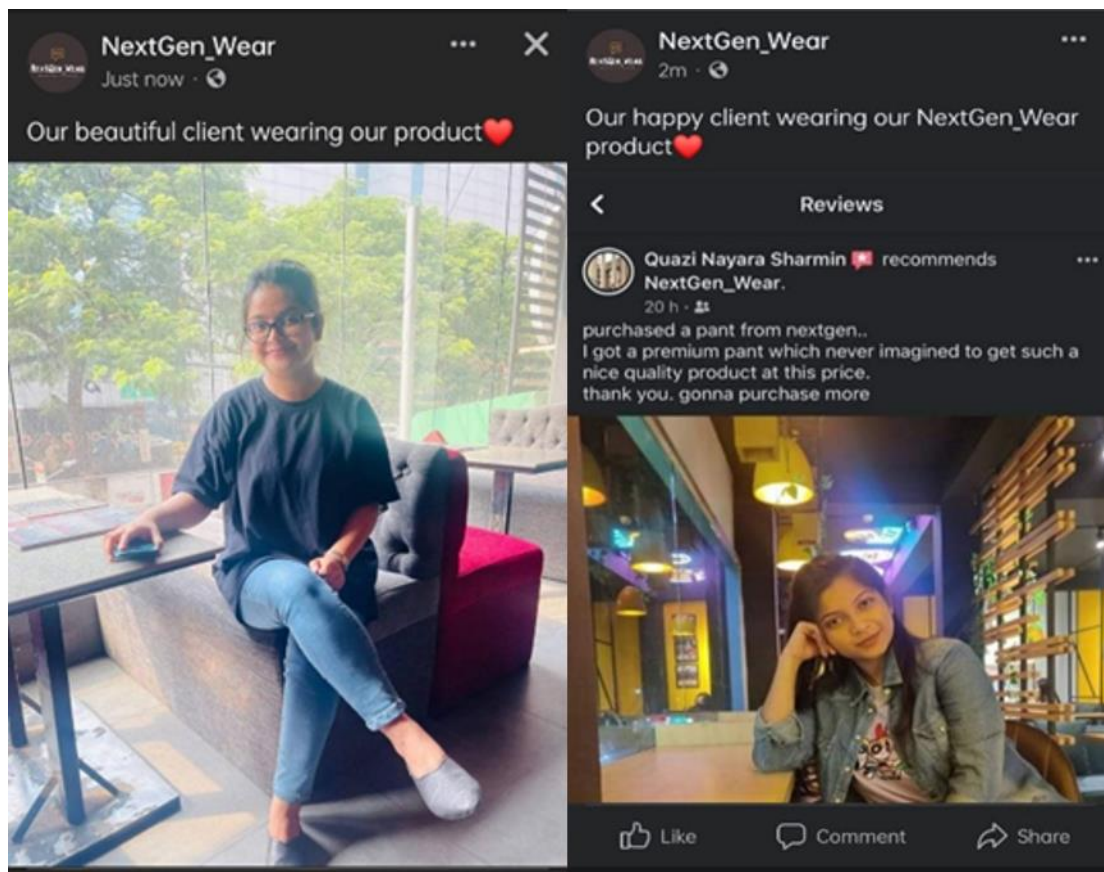 NextGen_Wear
Just now
Our beautiful client wearing our product
NextGen_Wear
2m
Our happy client wearing our NextGen_Wear
product
Reviews
Quazi Nayara Sharmin recommends
NextGen_Wear.
20 h
purchased a pant from nextgen..
I got a premium pant which never imagined to get such a
nice quality product at this price.
thank you. gonna purchase more
Like
Comment
Share